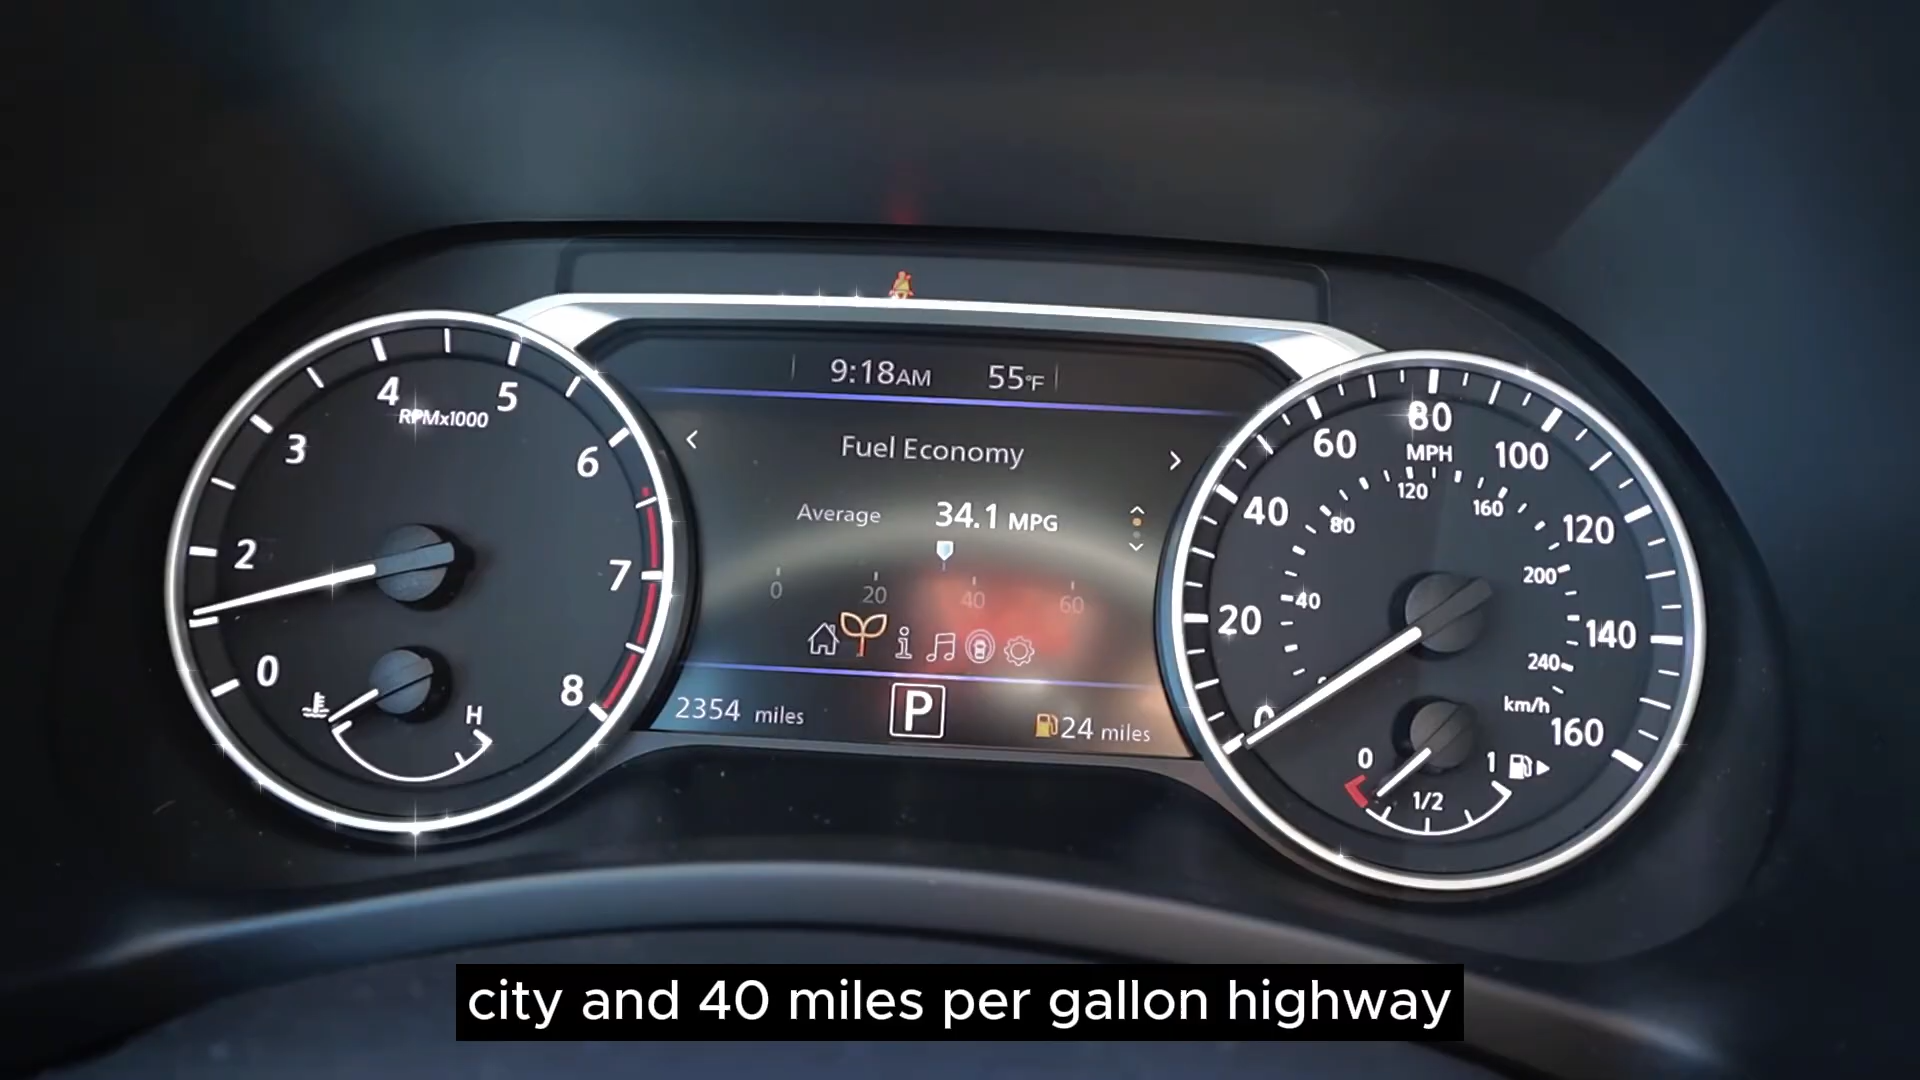 9:18AM 55°F
Fuel Economy
Average 34.1 MPG
0 20 40 60
2354 miles
P
24 miles
0 2 3 4 5 6 7 8
RPMx1000
H
0 20 40 60 80 100 120 140 160
MPH
40 80 120 160 200 240
km/h
0 1/2 1
city and 40 miles per gallon highway